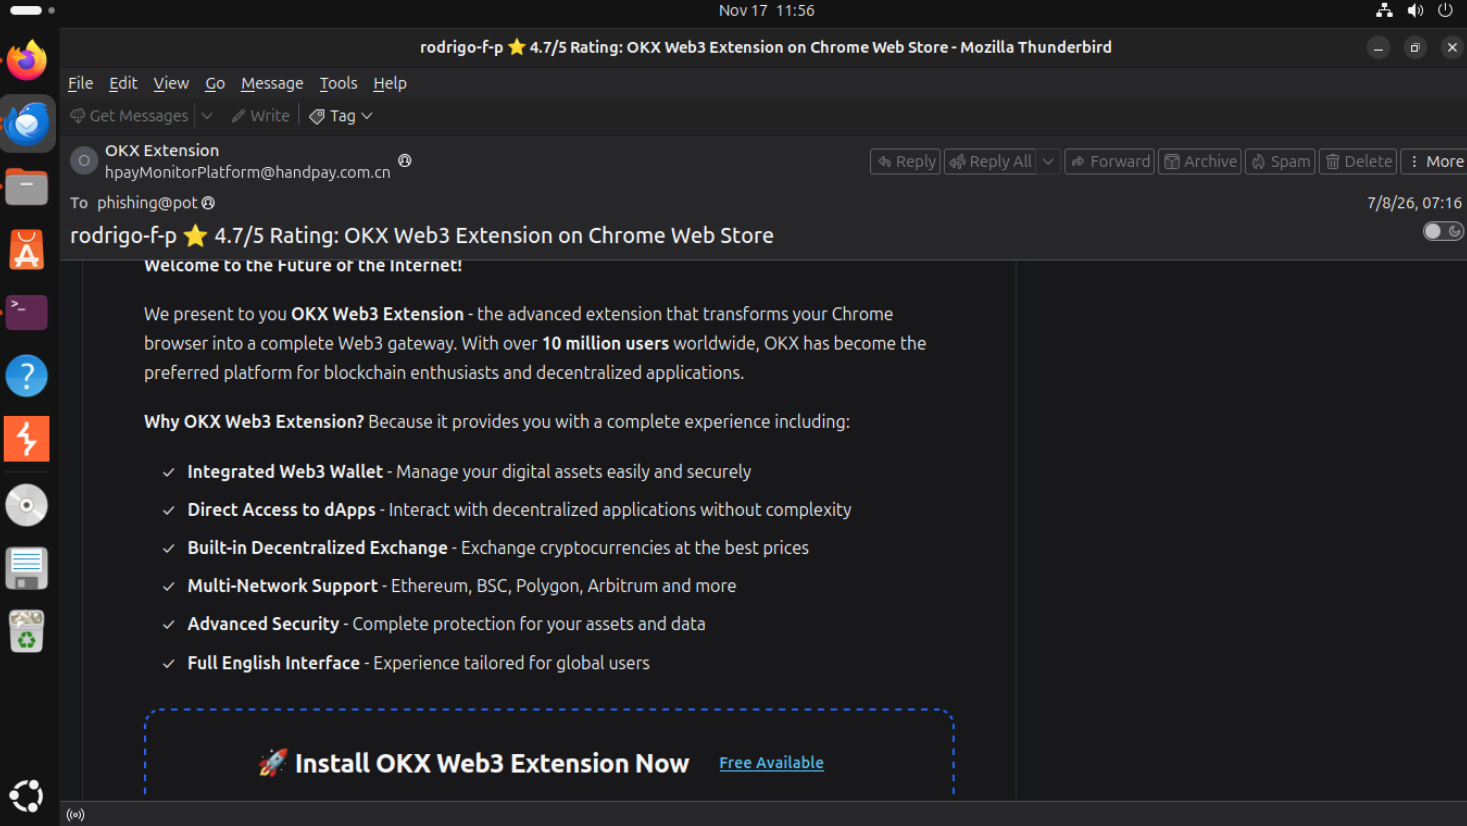 Nov 17 11:56
rodrigo-f-p ⭐ 4.7/5 Rating: OKX Web3 Extension on Chrome Web Store - Mozilla Thunderbird
File Edit View Go Message Tools Help
Get Messages Write Tag
O OKX Extension
hpayMonitorPlatform@handpay.com.cn
Reply Reply All Forward Archive Spam Delete More
To phishing@pot
7/8/26, 07:16
rodrigo-f-p ⭐ 4.7/5 Rating: OKX Web3 Extension on Chrome Web Store
Welcome to the Future of the Internet!
We present to you OKX Web3 Extension - the advanced extension that transforms your Chrome
browser into a complete Web3 gateway. With over 10 million users worldwide, OKX has become the
preferred platform for blockchain enthusiasts and decentralized applications.
Why OKX Web3 Extension? Because it provides you with a complete experience including:
✓ Integrated Web3 Wallet - Manage your digital assets easily and securely
✓ Direct Access to dApps - Interact with decentralized applications without complexity
✓ Built-in Decentralized Exchange - Exchange cryptocurrencies at the best prices
✓ Multi-Network Support - Ethereum, BSC, Polygon, Arbitrum and more
✓ Advanced Security - Complete protection for your assets and data
✓ Full English Interface - Experience tailored for global users
🚀 Install OKX Web3 Extension Now Free Available